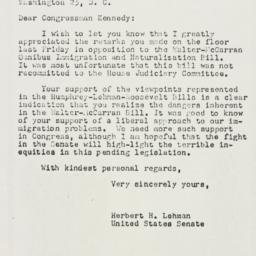 Washington 25, D. C.
Dear Congressman Kennedy:
I wish to let you know that I greatly
appreciated the remarks you made on the floor
last Friday in opposition to the Walter-McCarran
Omnibus Immigration and Naturalization Bill.
It was most unfortunate that this bill was not
recommitted to the House Judiciary Committee.
Your support of the viewpoints represented
in the Humphrey-Lehman-Roosevelt Bills is a clear
indication that you realize the dangers inherent
in the Walter-McCarran Bill. It was good to know
of your support of a liberal approach to our im-
migration problems. We need more such support
in Congress, although I am hopeful that the fight
in the Senate will high-light the terrible in-
equities in this pending legislation.
With kindest personal regards,
Very sincerely yours,
Herbert H. Lehman
United States Senate